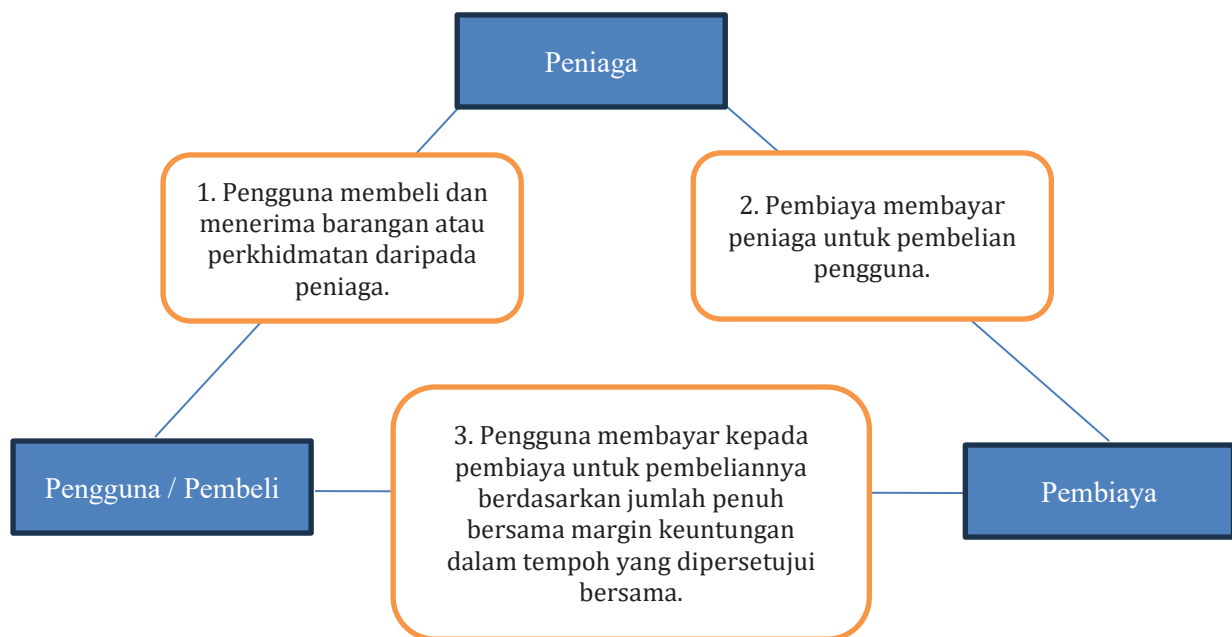 Peniaga
1. Pengguna membeli dan
menerima barangan atau
perkhidmatan daripada
peniaga.
2. Pembiaya membayar
peniaga untuk pembelian
pengguna.
Pengguna / Pembeli
3. Pengguna membayar kepada
pembiaya untuk pembeliannya
berdasarkan jumlah penuh
bersama margin keuntungan
dalam tempoh yang dipersetujui
bersama.
Pembiaya